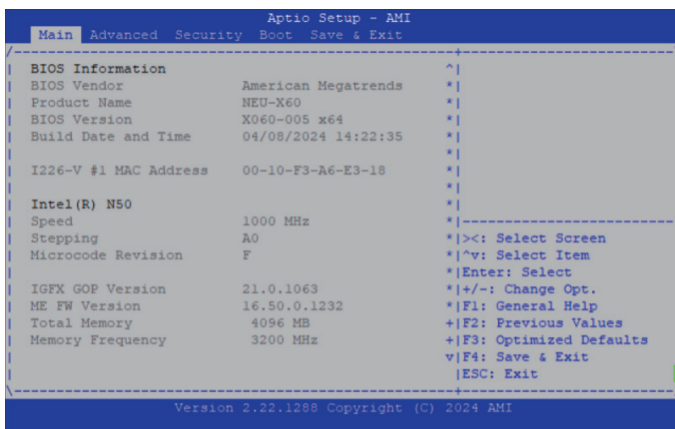 Aptio Setup - AMI
Main Advanced Security Boot Save & Exit
/----------------------------------------------------+------------------------
| BIOS Information ^|
| BIOS Vendor American Megatrends *|
| Product Name NEU-X60 *|
| BIOS Version X060-005 x64 *|
| Build Date and Time 04/08/2024 14:22:35 *|
| *|
| I226-V #1 MAC Address 00-10-F3-A6-E3-18 *|
| *|
| Intel(R) N50 *|
| Speed 1000 MHz *|------------------------
| Stepping A0 *|><: Select Screen
| Microcode Revision F *|^v: Select Item
| *|Enter: Select
| IGFX GOP Version 21.0.1063 *|+/-: Change Opt.
| ME FW Version 16.50.0.1232 *|F1: General Help
| Total Memory 4096 MB +|F2: Previous Values
| Memory Frequency 3200 MHz +|F3: Optimized Defaults
| v|F4: Save & Exit
| |ESC: Exit
\----------------------------------------------------+------------------------
Version 2.22.1288 Copyright (C) 2024 AMI